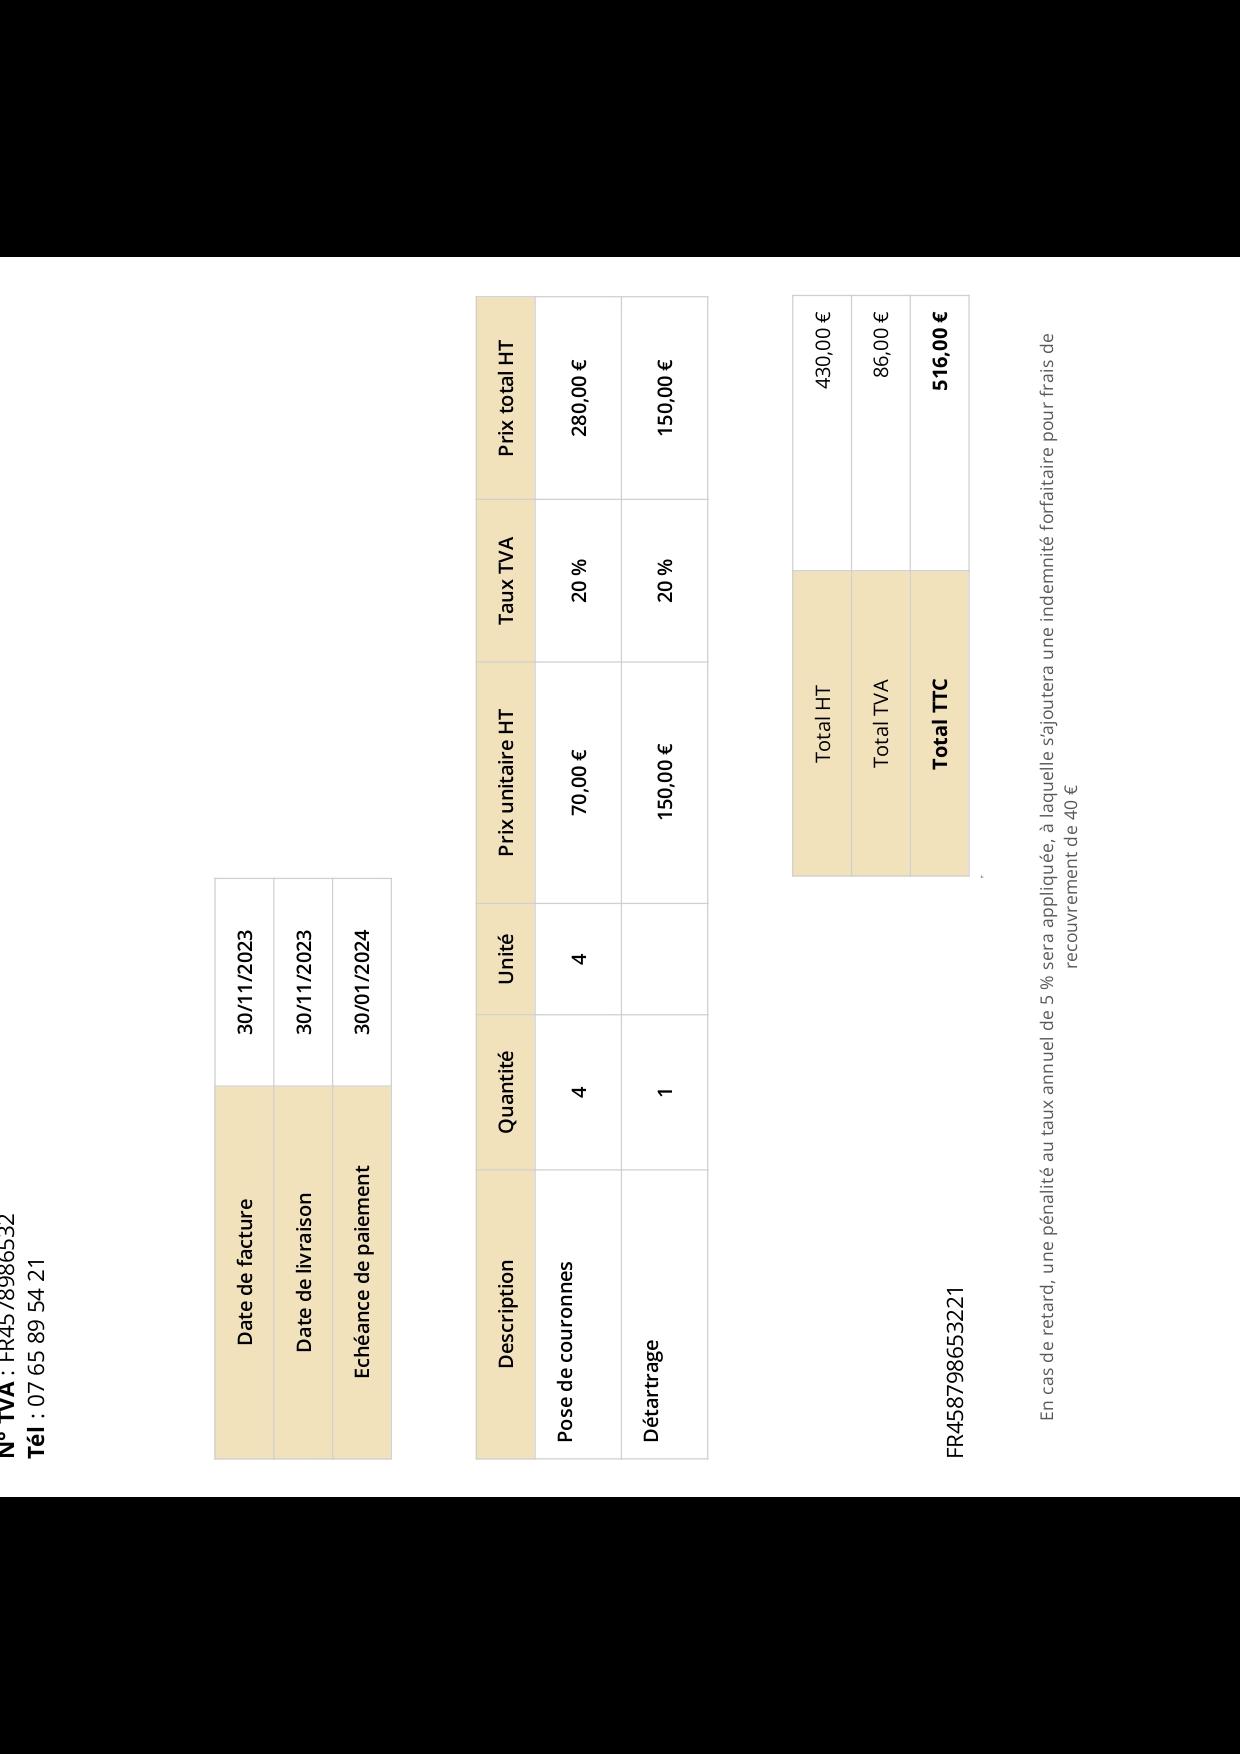 N° TVA : FR4578986532
Tél : 07 65 89 54 21
Date de facture 30/11/2023
Date de livraison 30/11/2023
Echéance de paiement 30/01/2024
Description Quantité Unité Prix unitaire HT Taux TVA Prix total HT
Pose de couronnes 4 4 70,00 € 20 % 280,00 €
Détartrage 1 150,00 € 20 % 150,00 €
Total HT 430,00 €
Total TVA 86,00 €
Total TTC 516,00 €
FR458798653221
En cas de retard, une pénalité au taux annuel de 5 % sera appliquée, à laquelle s'ajoutera une indemnité forfaitaire pour frais de
recouvrement de 40 €